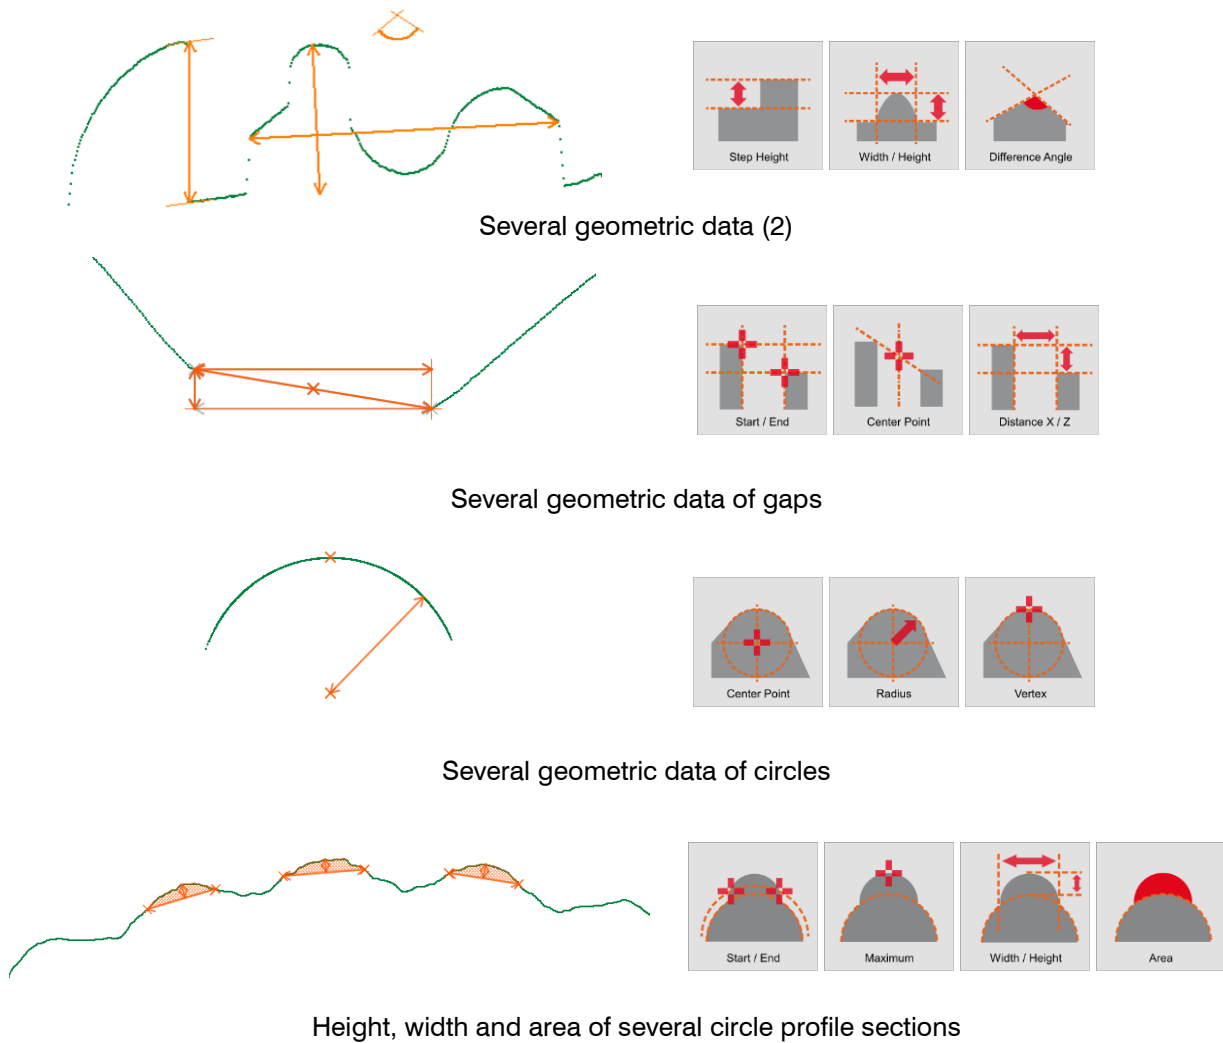 Step Height
Width / Height
Difference Angle
Several geometric data (2)
Start / End
Center Point
Distance X / Z
Several geometric data of gaps
Center Point
Radius
Vertex
Several geometric data of circles
Start / End
Maximum
Width / Height
Area
Height, width and area of several circle profile sections